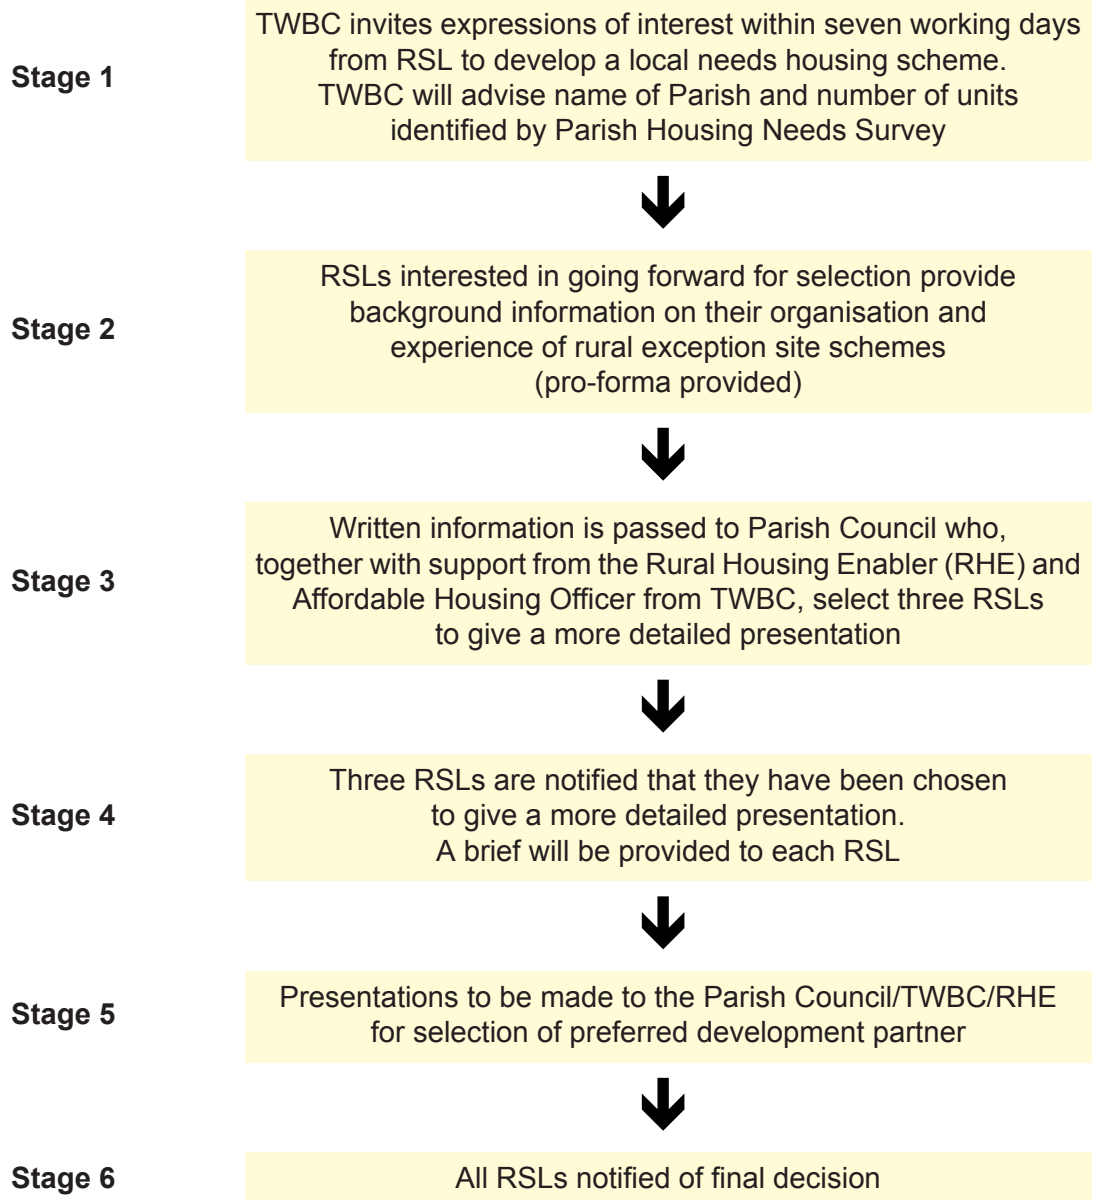 Stage 1
TWBC invites expressions of interest within seven working days
from RSL to develop a local needs housing scheme.
TWBC will advise name of Parish and number of units
identified by Parish Housing Needs Survey
Stage 2
RSLs interested in going forward for selection provide
background information on their organisation and
experience of rural exception site schemes
(pro-forma provided)
Stage 3
Written information is passed to Parish Council who,
together with support from the Rural Housing Enabler (RHE) and
Affordable Housing Officer from TWBC, select three RSLs
to give a more detailed presentation
Stage 4
Three RSLs are notified that they have been chosen
to give a more detailed presentation.
A brief will be provided to each RSL
Stage 5
Presentations to be made to the Parish Council/TWBC/RHE
for selection of preferred development partner
Stage 6
All RSLs notified of final decision